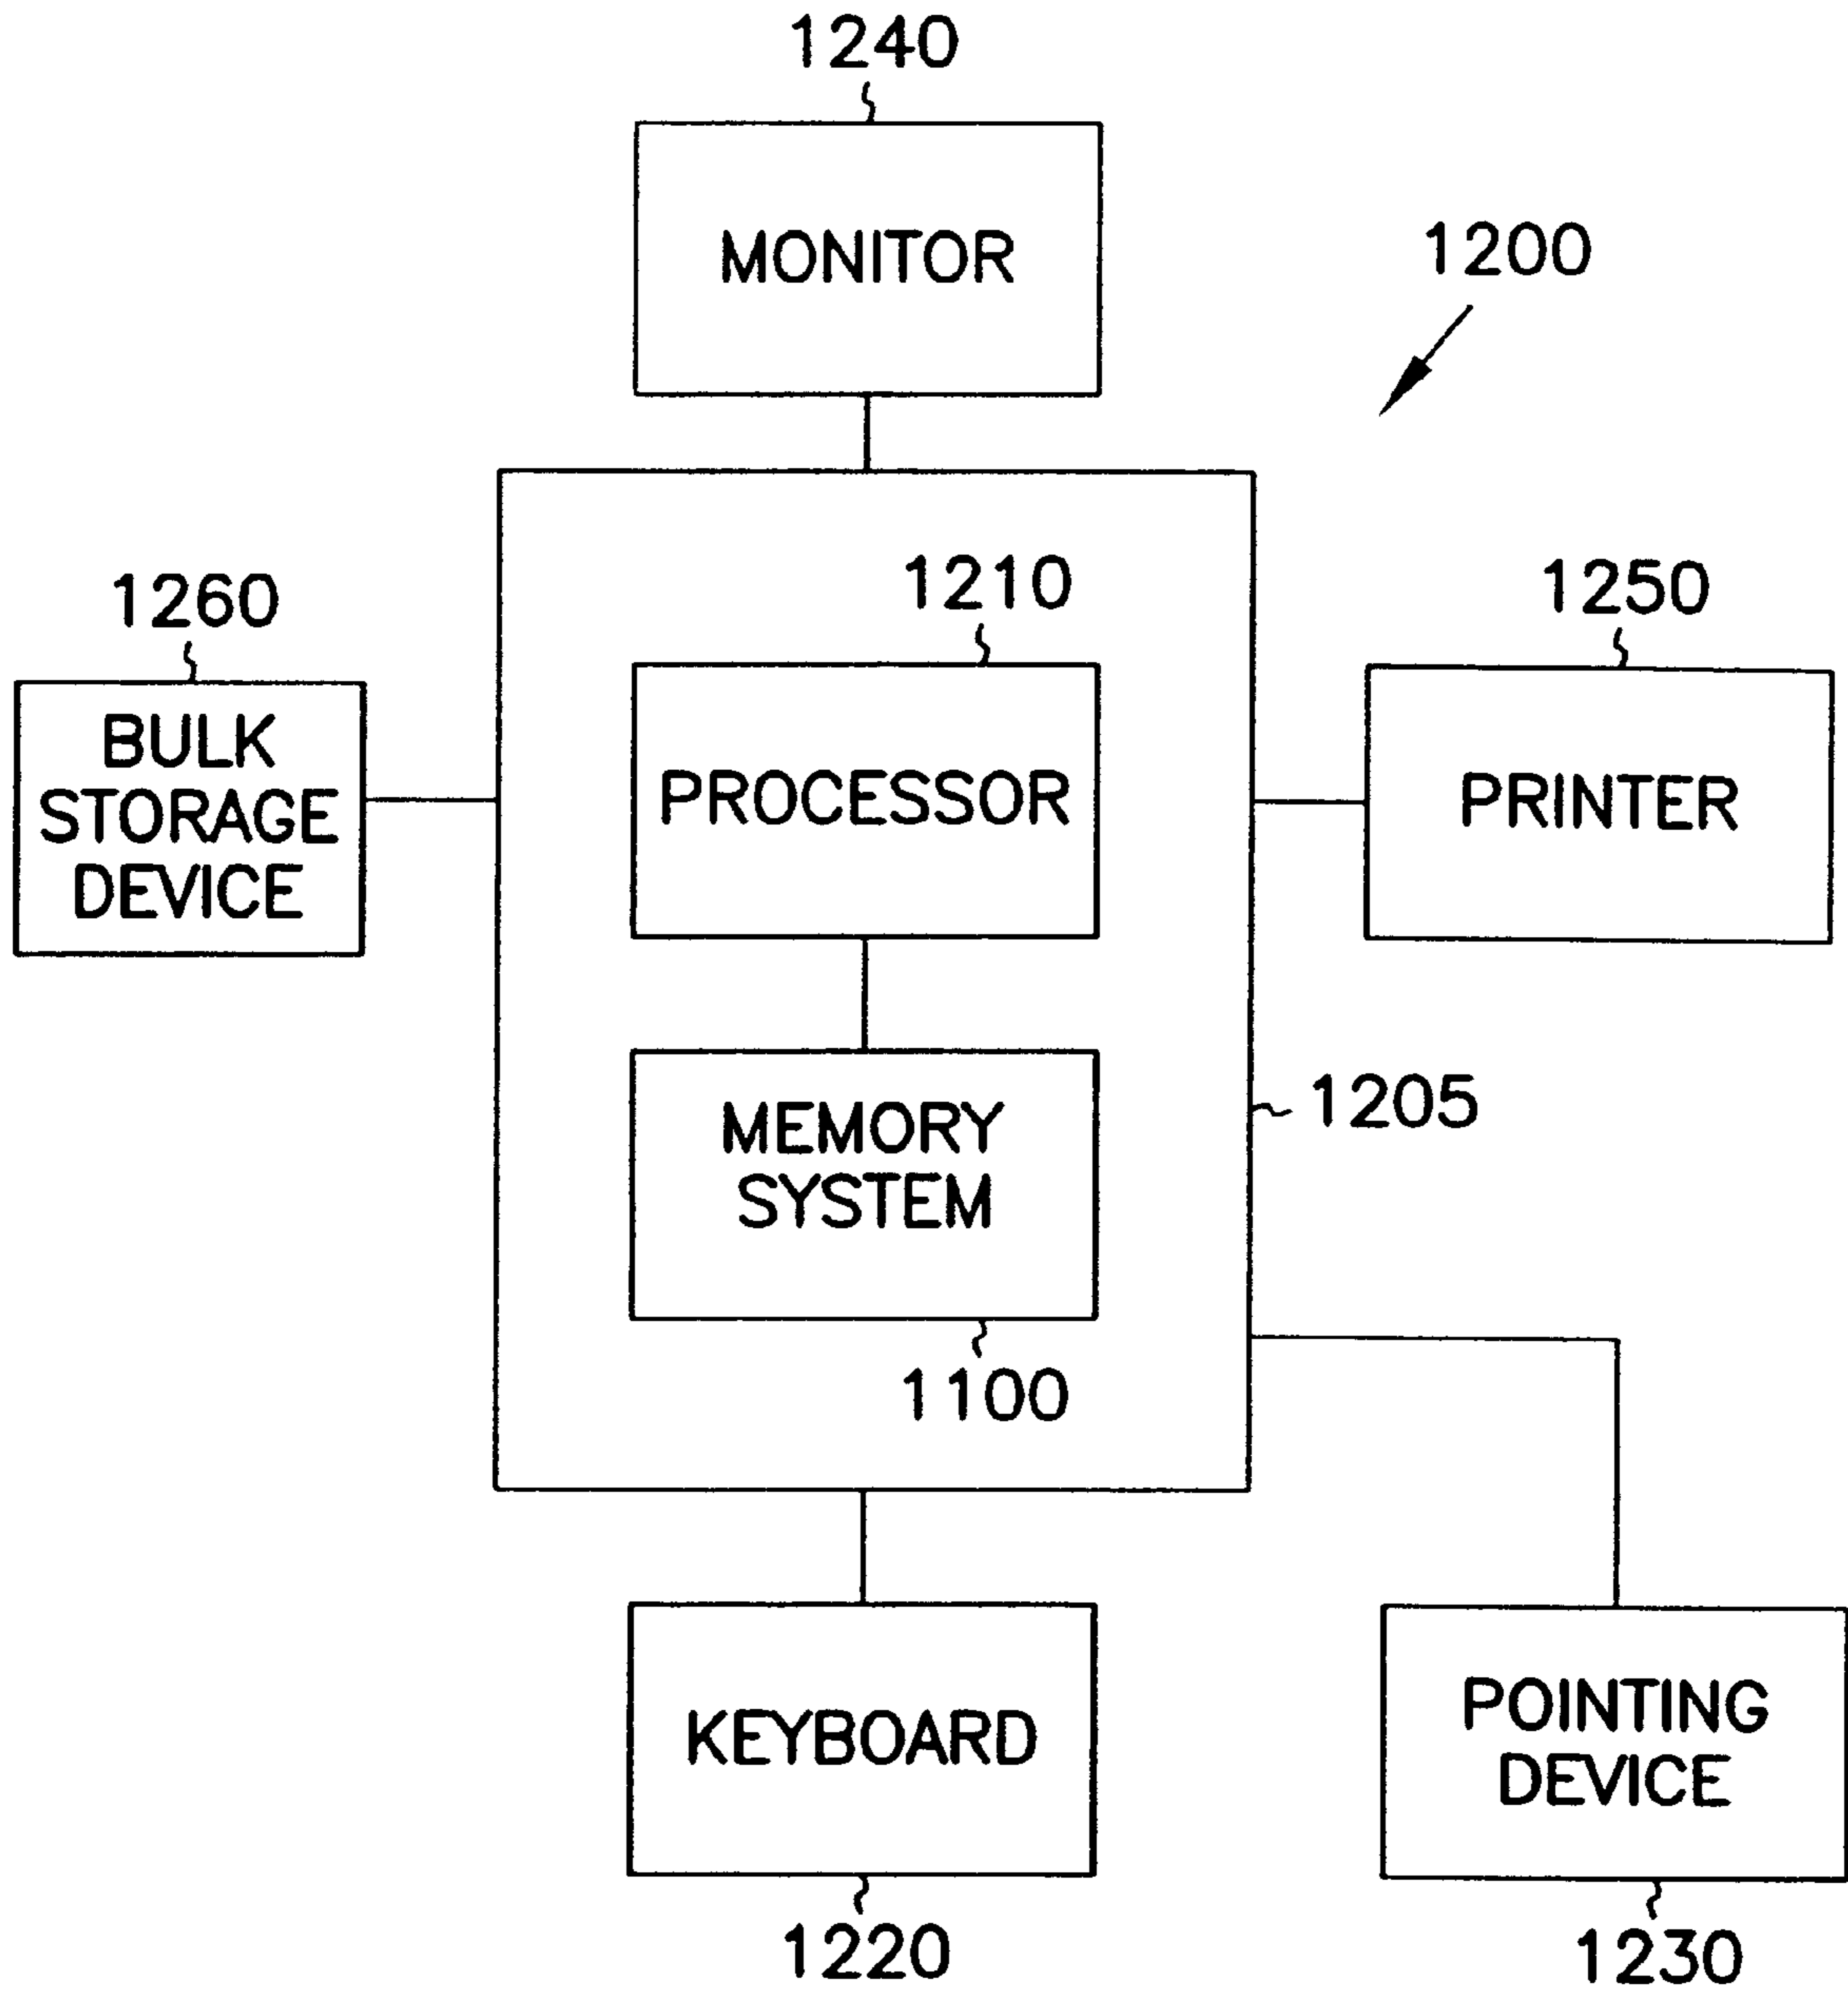 1240
MONITOR
1200
1260
BULK
STORAGE
DEVICE
1210
PROCESSOR
1250
PRINTER
MEMORY
SYSTEM
1205
1100
KEYBOARD
1220
POINTING
DEVICE
1230